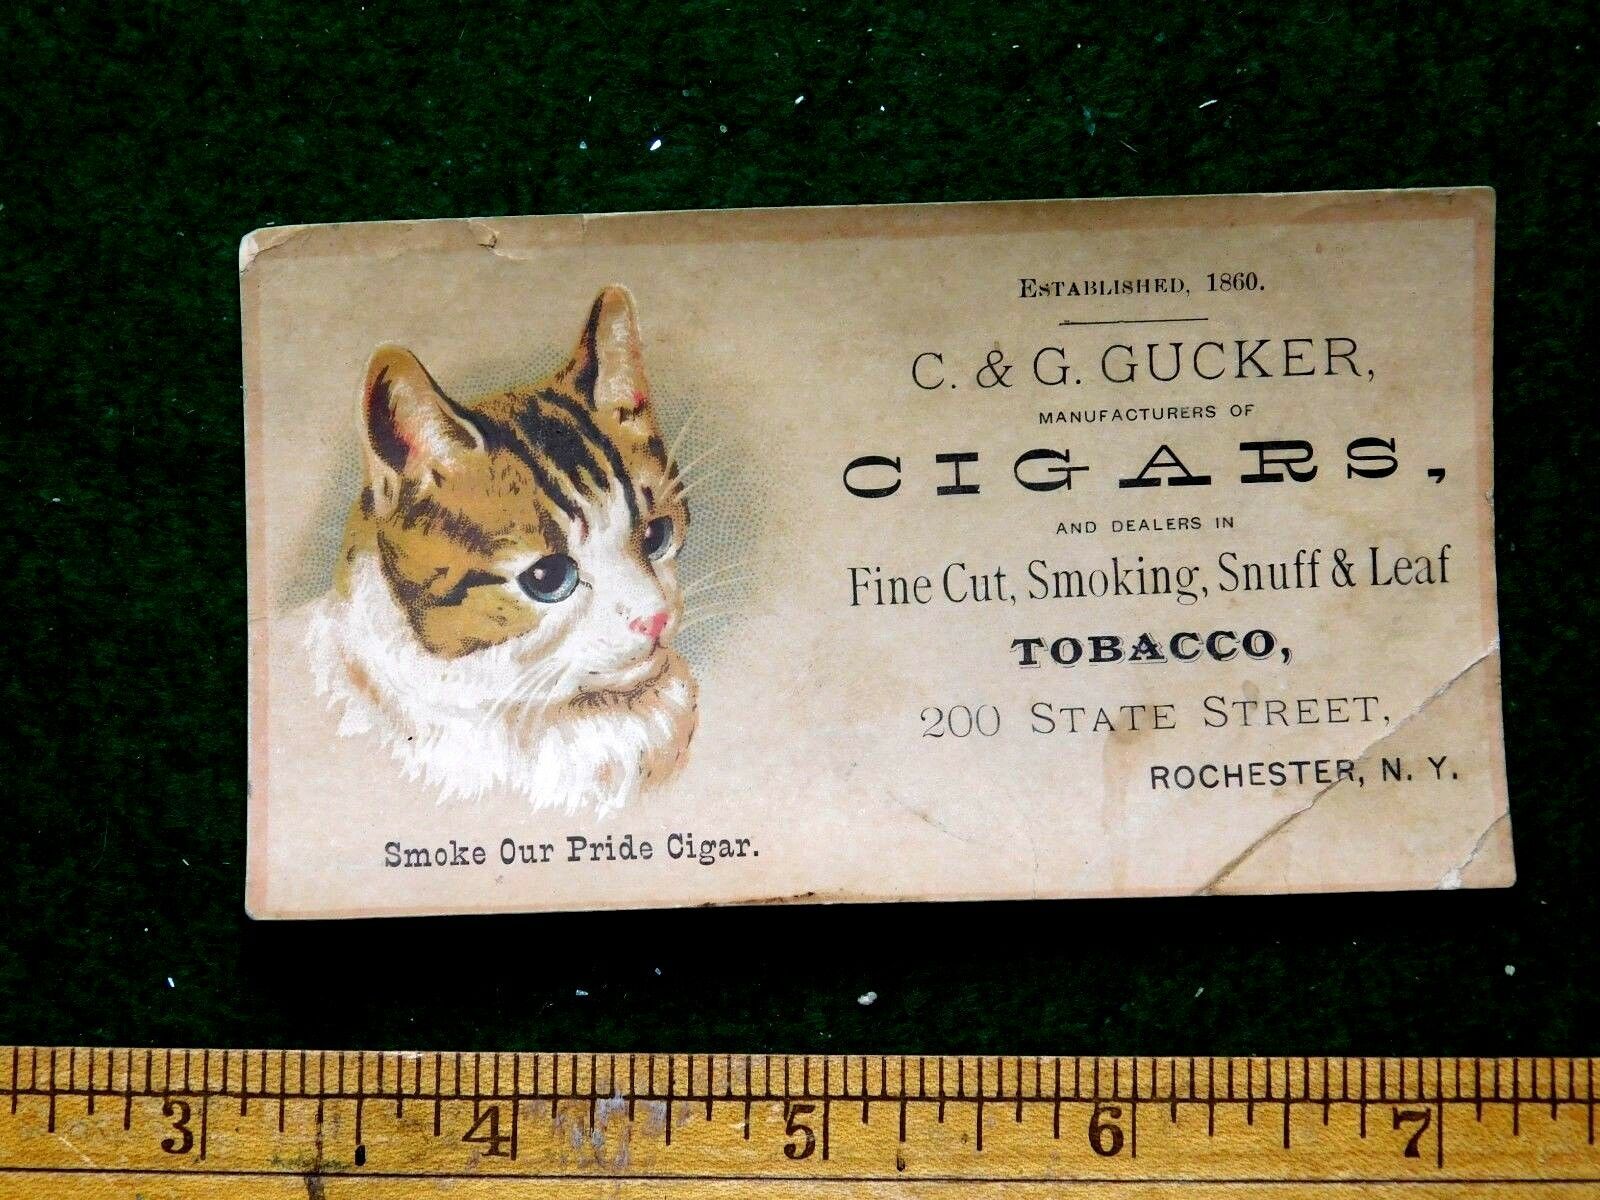 ESTABLISHED, 1860.
C. & G. GUCKER,
MANUFACTURERS OF
CIGARS,
AND DEALERS IN
Fine Cut, Smoking, Snuff & Leaf
TOBACCO,
200 STATE STREET,
ROCHESTER, N. Y.
Smoke Our Pride Cigar.
3 4 5 6 7